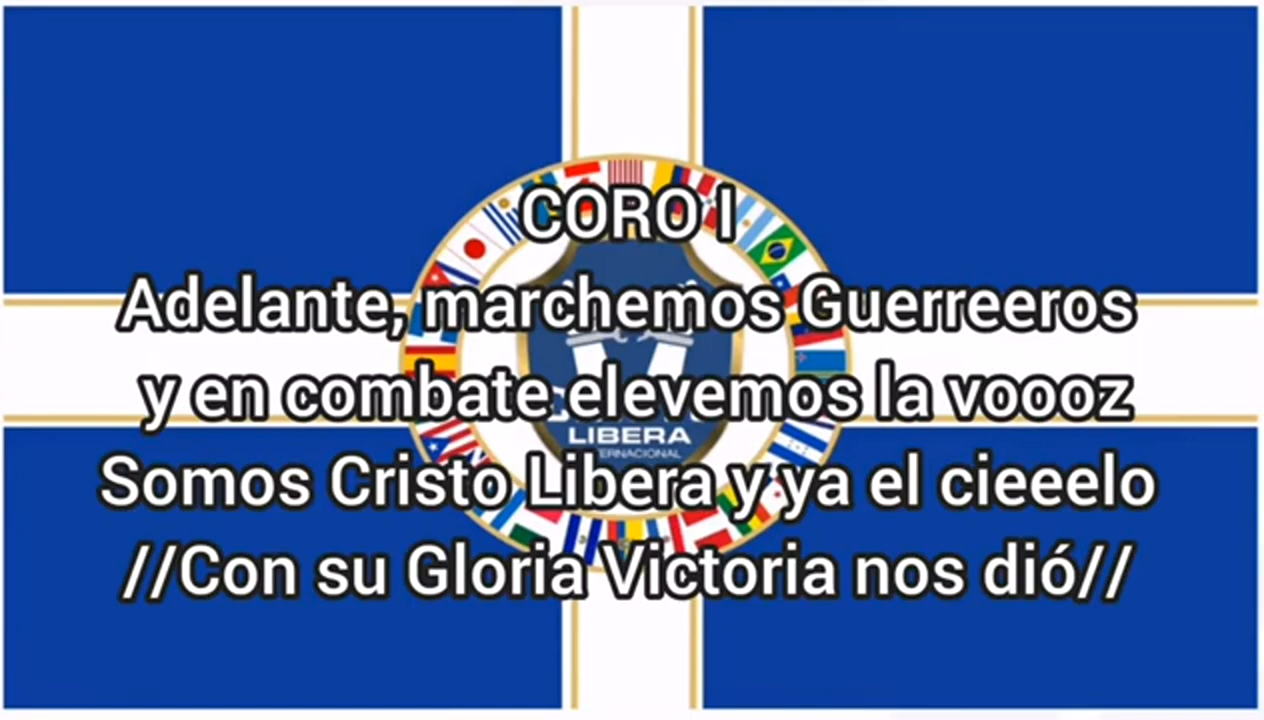 CORO I
Adelante, marchemos Guerreeros
y en combate elevemos la voooz
LIBERA
Somos Cristo Libera y ya el cieeelo
//Con su Gloria Victoria nos dió//